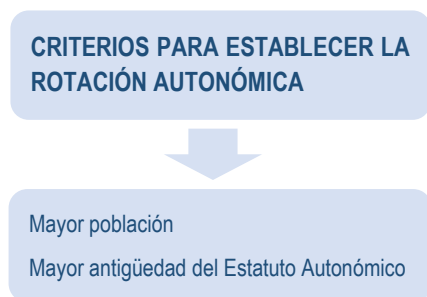 CRITERIOS PARA ESTABLECER LA
ROTACIÓN AUTONÓMICA
Mayor población
Mayor antigüedad del Estatuto Autonómico